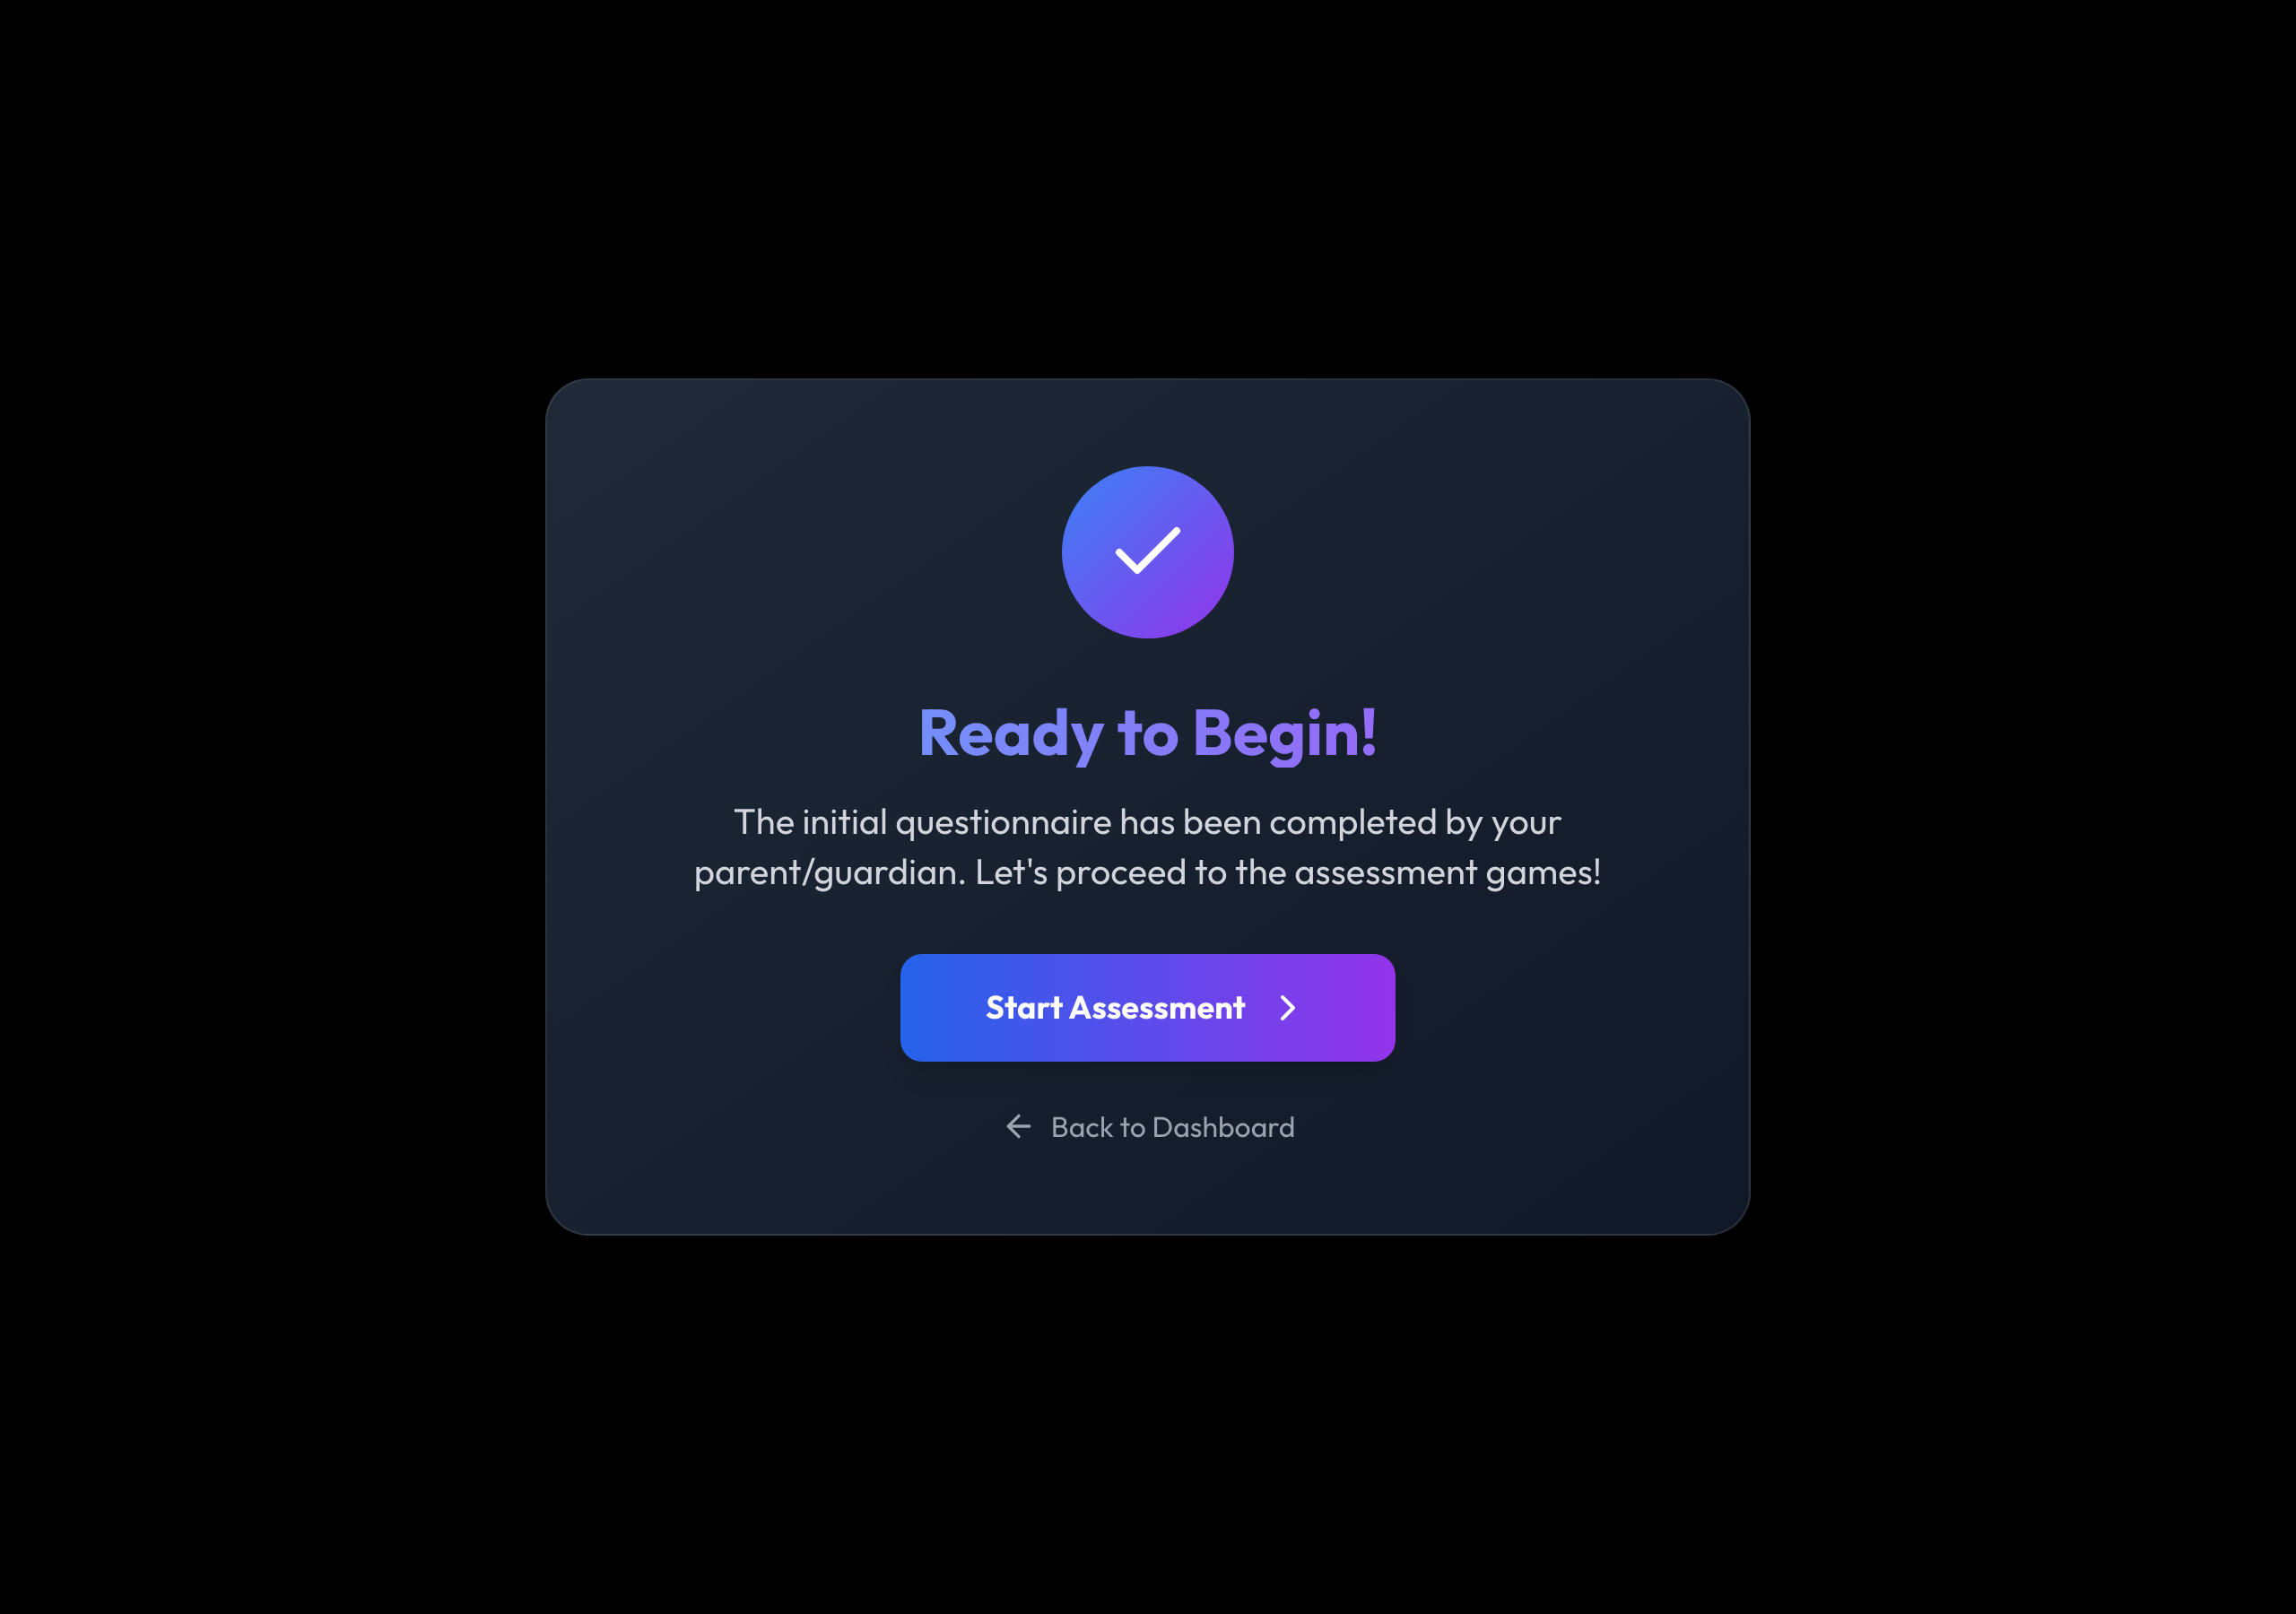 Ready to Begin!
The initial questionnaire has been completed by your
parent/guardian. Let's proceed to the assessment games!
Start Assessment
Back to Dashboard